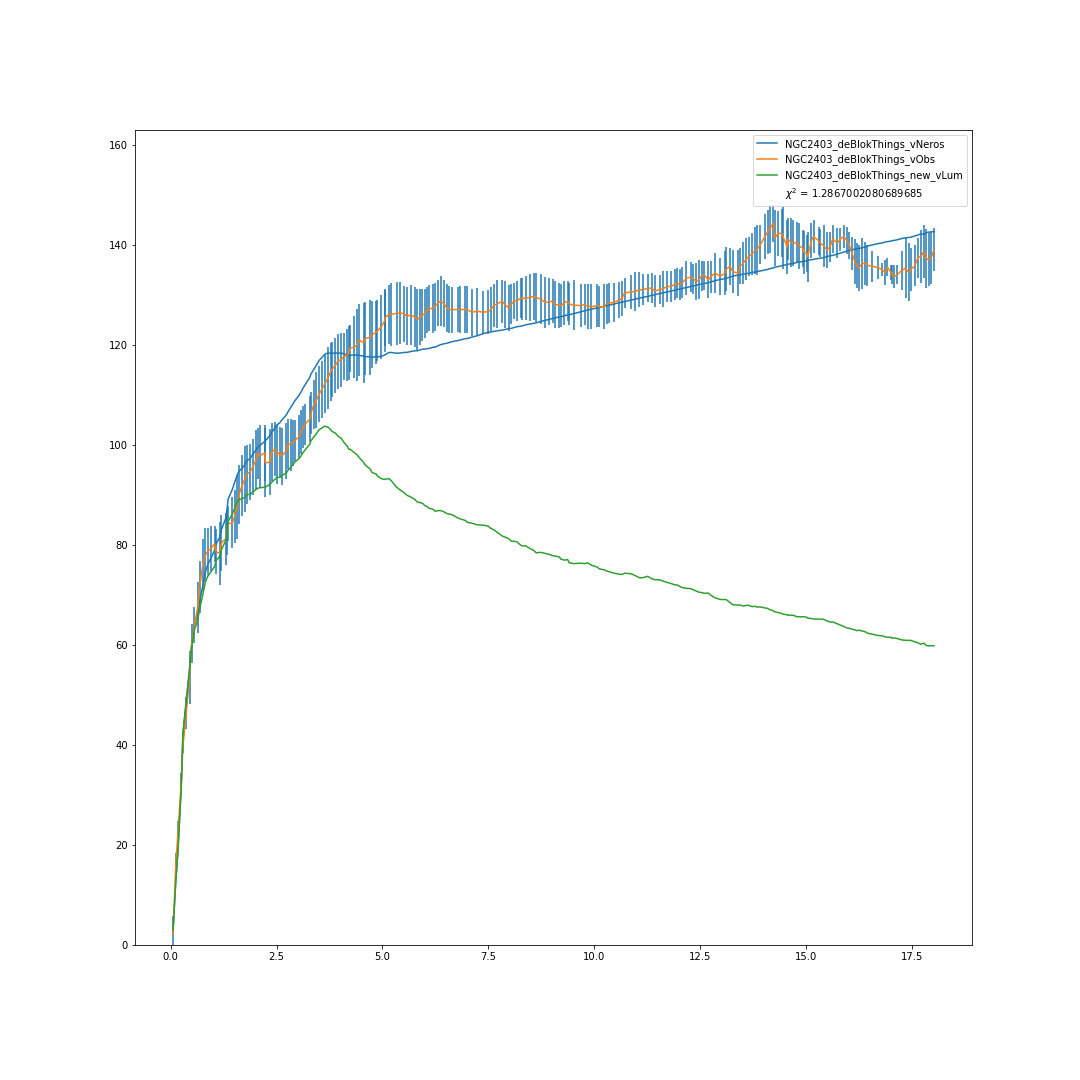 160
140
120
100
80
60
40
20
0
0.0 2.5 5.0 7.5 10.0 12.5 15.0 17.5
NGC2403_deBlokThings_vNeros
NGC2403_deBlokThings_vObs
NGC2403_deBlokThings_new_vLum
χ² = 1.2867002080689685